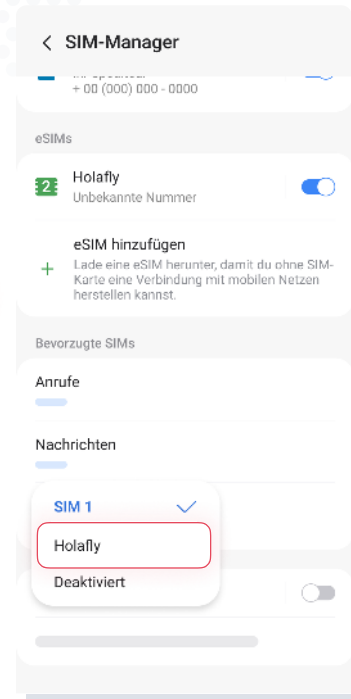 SIM-Manager
+ 00 (000) 000 - 0000
eSIMs
2
Holafly
Unbekannte Nummer
eSIM hinzufügen
Lade eine eSIM herunter, damit du ohne SIM-
Karte eine Verbindung mit mobilen Netzen
herstellen kannst.
Bevorzugte SIMs
Anrufe
Nachrichten
SIM 1
Holafly
Deaktiviert